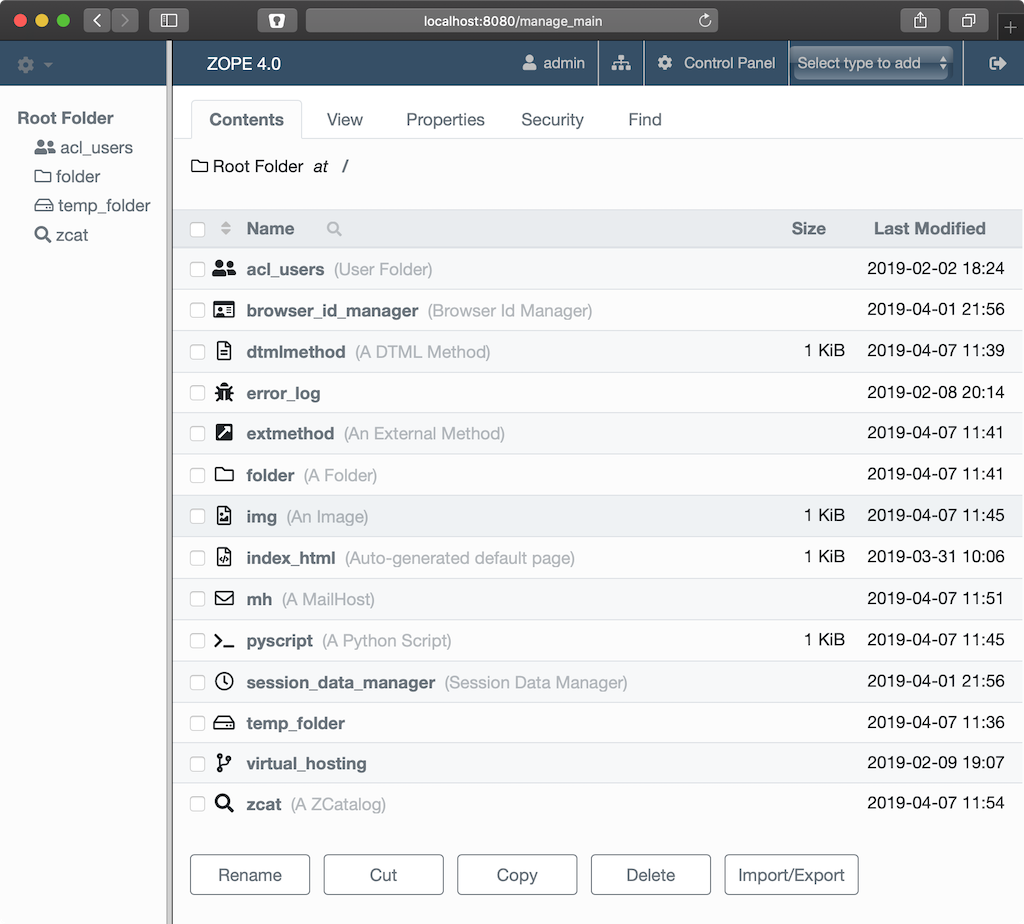 localhost:8080/manage_main
ZOPE 4.0
admin
Control Panel
Select type to add
Root Folder
acl_users
folder
temp_folder
zcat
Contents View Properties Security Find
Root Folder at /
Name Size Last Modified
acl_users (User Folder) 2019-02-02 18:24
browser_id_manager (Browser Id Manager) 2019-04-01 21:56
dtmlmethod (A DTML Method) 1 KiB 2019-04-07 11:39
error_log 2019-02-08 20:14
extmethod (An External Method) 2019-04-07 11:41
folder (A Folder) 2019-04-07 11:41
img (An Image) 1 KiB 2019-04-07 11:45
index_html (Auto-generated default page) 1 KiB 2019-03-31 10:06
mh (A MailHost) 2019-04-07 11:51
pyscript (A Python Script) 1 KiB 2019-04-07 11:45
session_data_manager (Session Data Manager) 2019-04-01 21:56
temp_folder 2019-04-07 11:36
virtual_hosting 2019-02-09 19:07
zcat (A ZCatalog) 2019-04-07 11:54
Rename Cut Copy Delete Import/Export